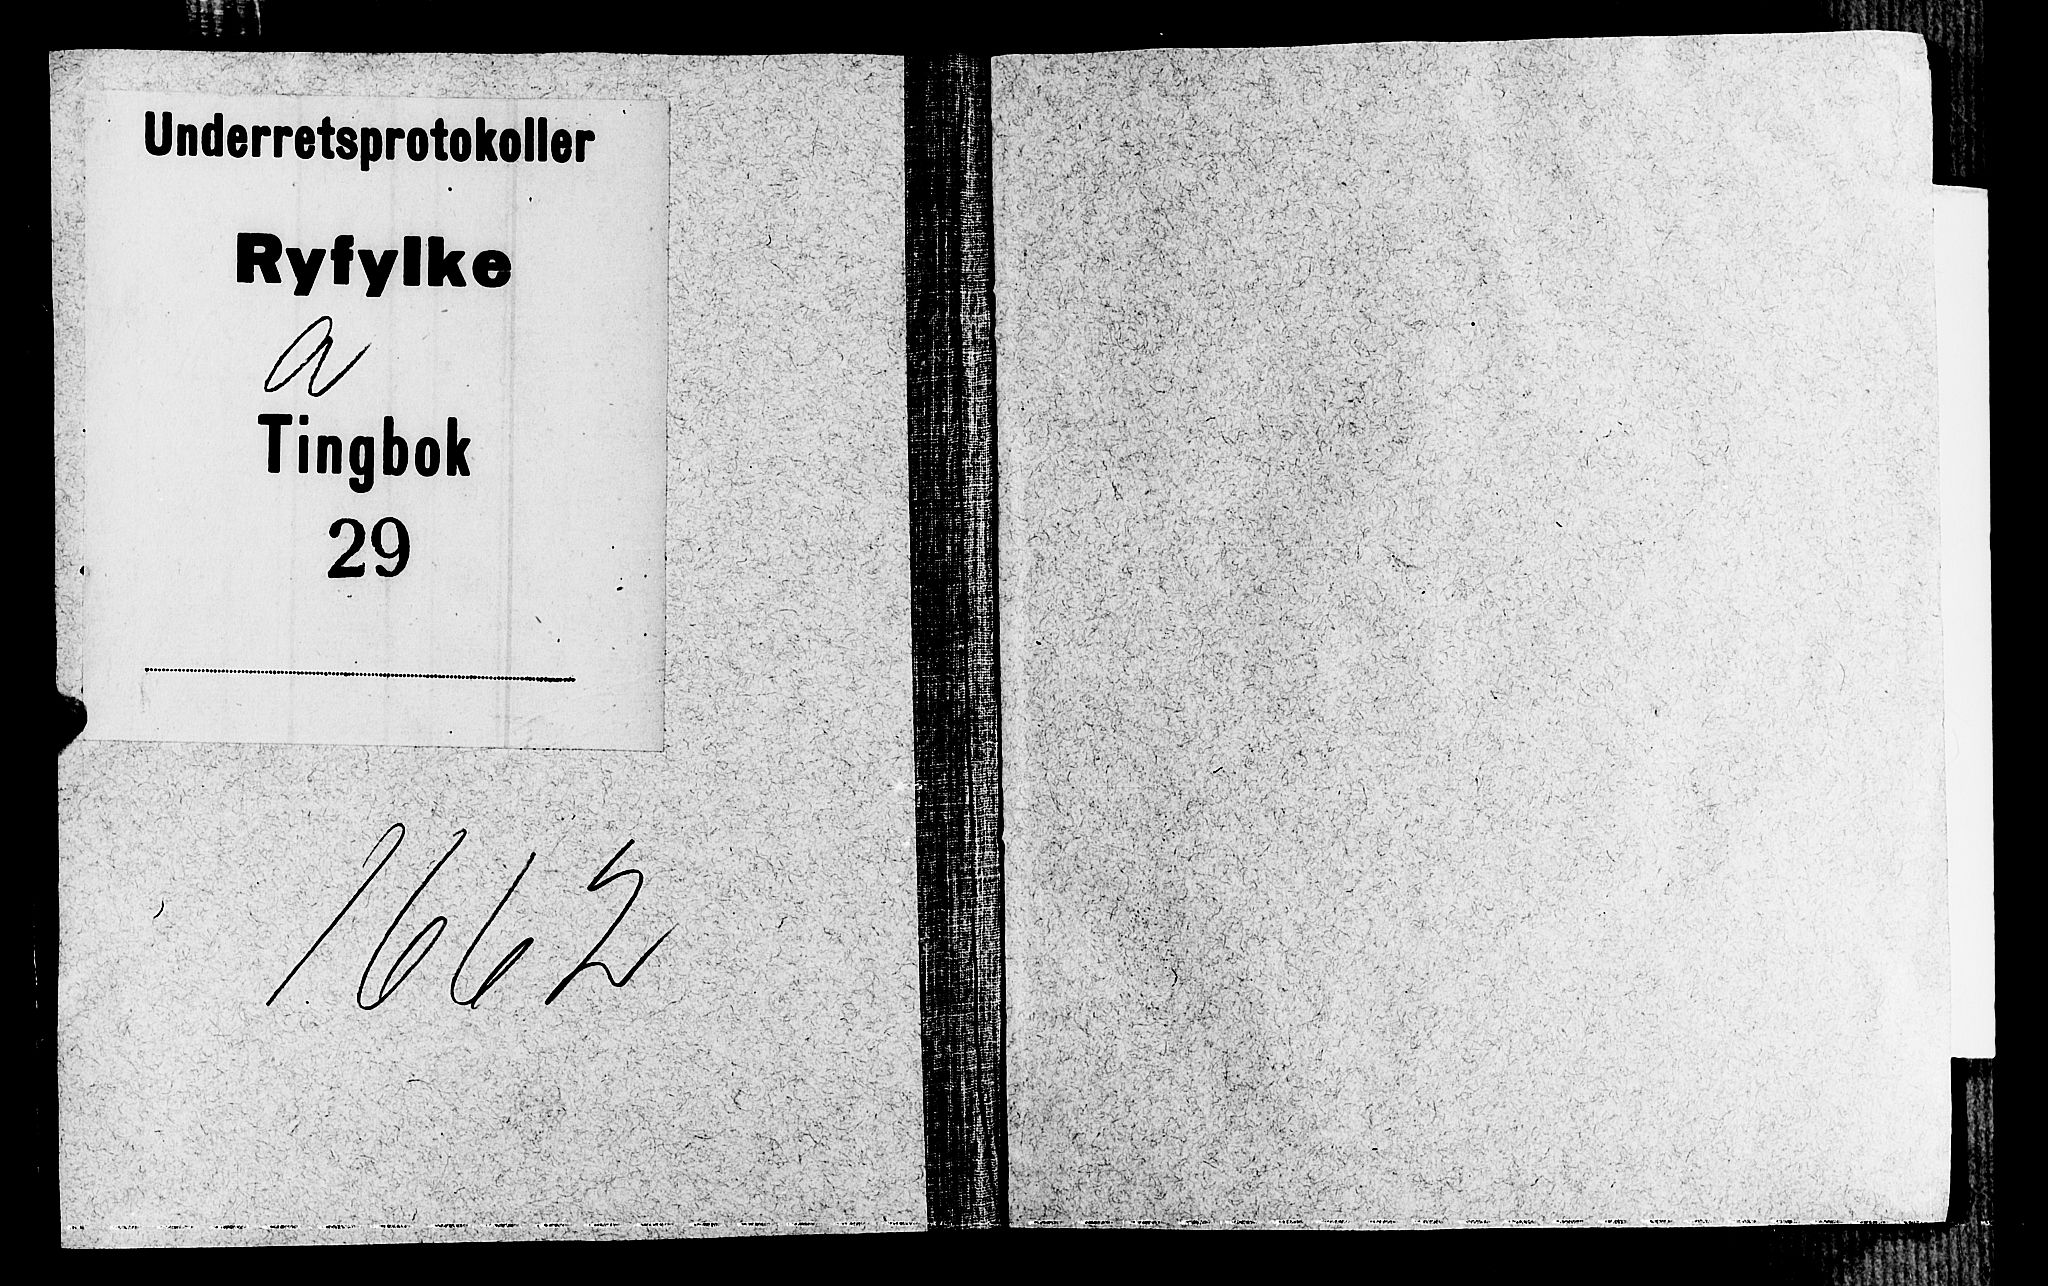 Underretsprotokoller
Ryfylke
a
Tingbok
29
1662